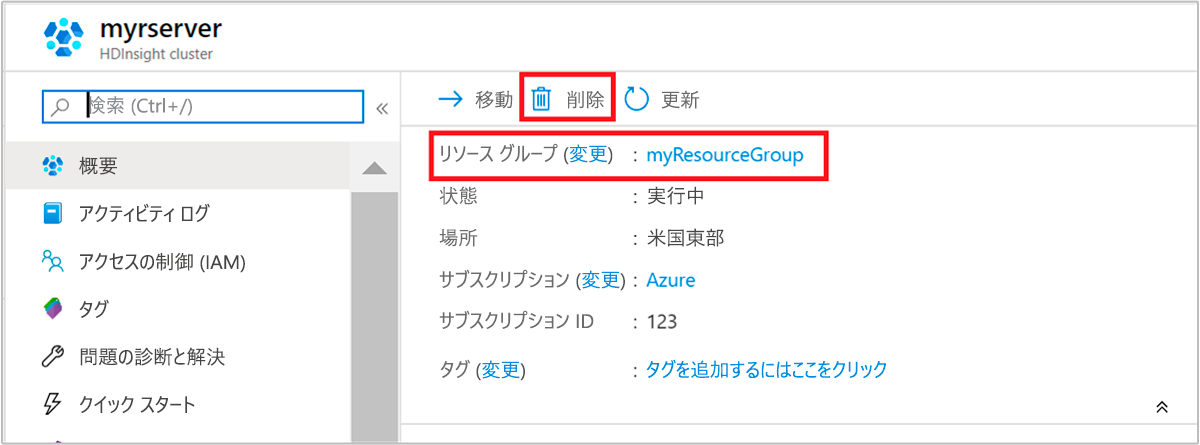 myrserver
HDInsight cluster
検索 (Ctrl+/)
«
移動 削除 更新
リソース グループ (変更) : myResourceGroup
状態 : 実行中
場所 : 米国東部
サブスクリプション (変更) : Azure
サブスクリプション ID : 123
タグ (変更) : タグを追加するにはここをクリック
概要
アクティビティ ログ
アクセスの制御 (IAM)
タグ
問題の診断と解決
クイック スタート